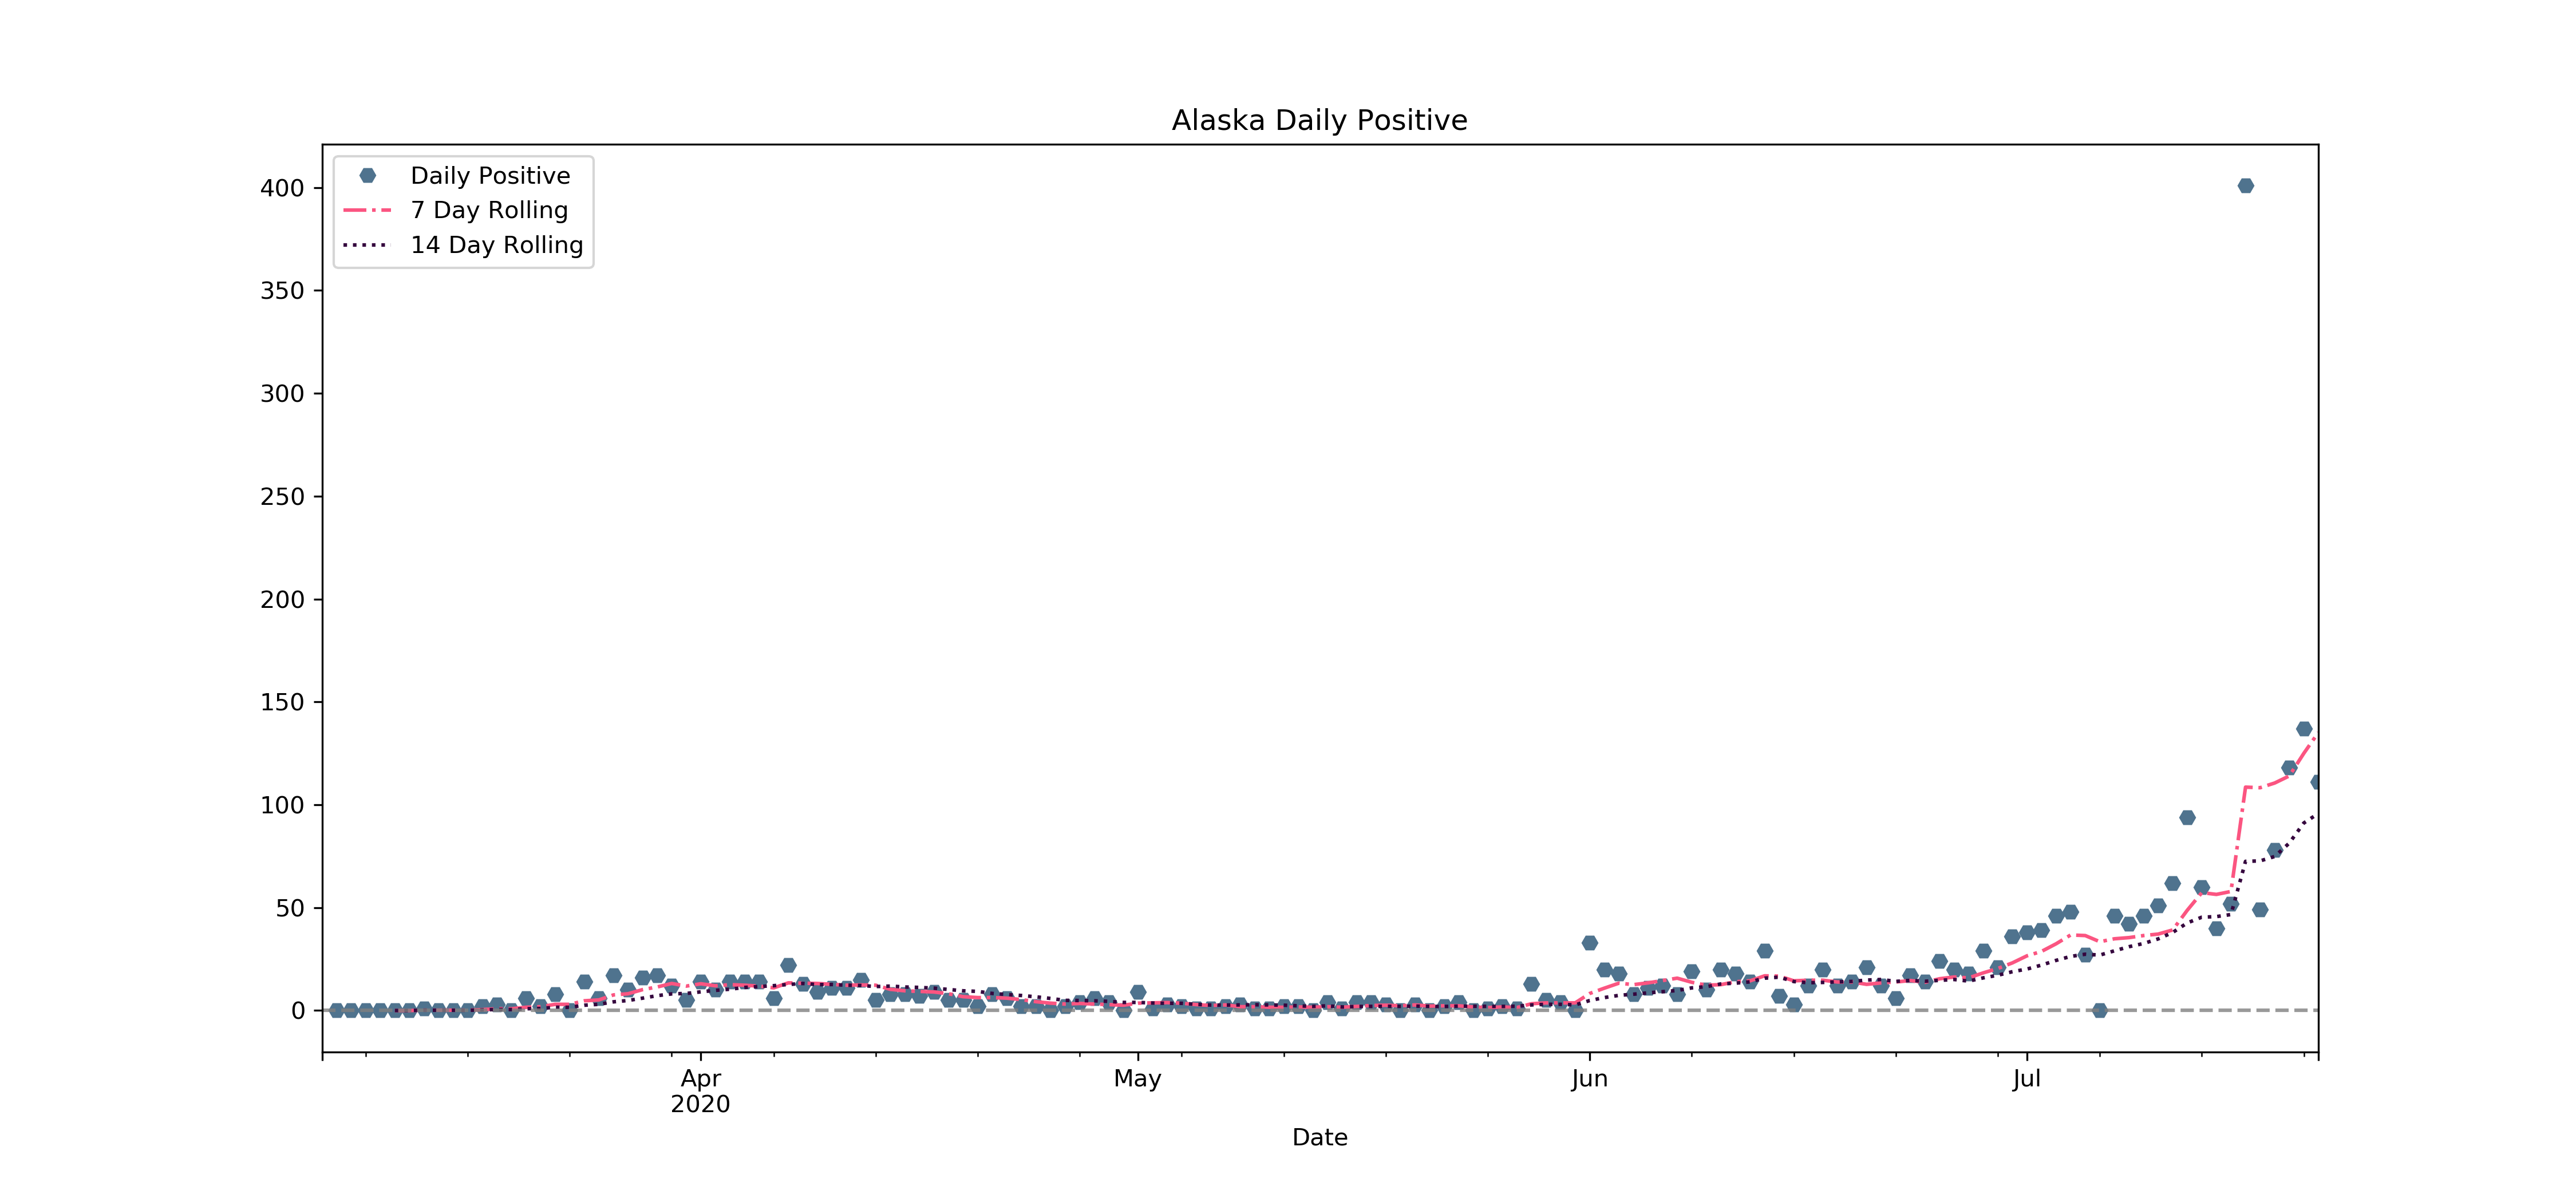 Alaska Daily Positive
Daily Positive
7 Day Rolling
14 Day Rolling
400
350
300
250
200
150
100
50
0
Apr May Jun Jul
2020
Date